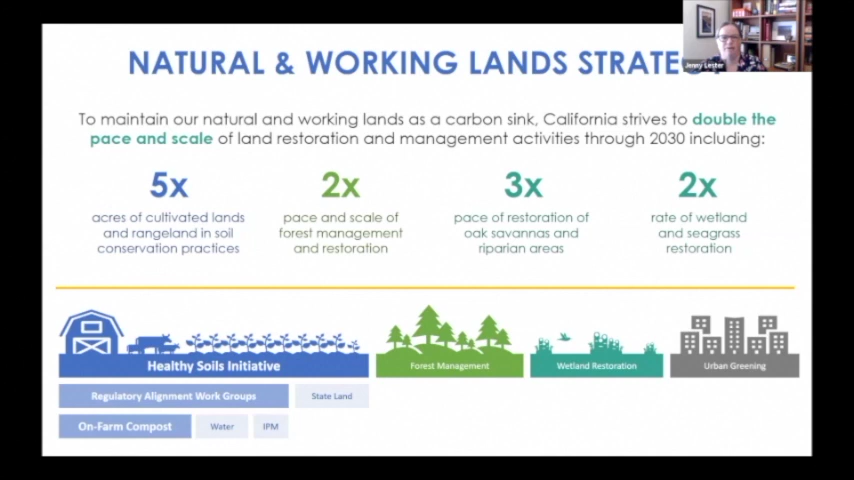 NATURAL & WORKING LANDS
Jenny Lester
To maintain our natural and working lands as a carbon sink, California strives to double the
pace and scale of land restoration and management activities through 2030 including:
5x
acres of cultivated lands
and rangeland in soil
conservation practices
2x
pace and scale of
forest management
and restoration
3x
pace of restoration of
oak savannas and
riparian areas
2x
rate of wetland
and seagrass
restoration
Healthy Soils Initiative
Forest Management
Wetland Restoration
Urban Greening
Regulatory Alignment Work Groups
State Land
On-Farm Compost
Water
IPM